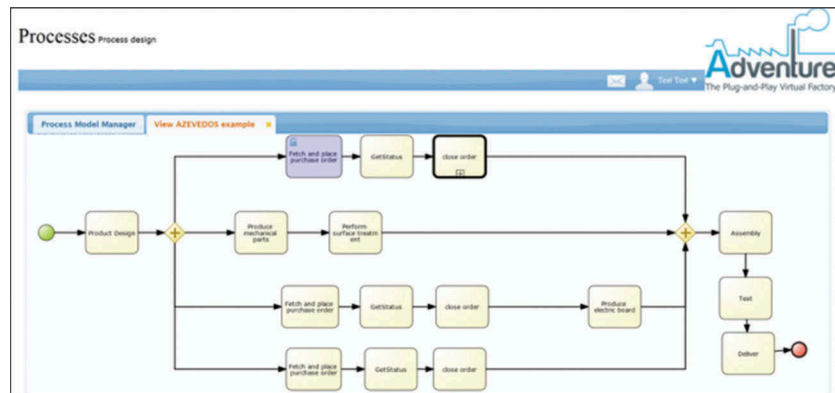 Processes Process design
Adventure
The Plug-and-Play Virtual Factory
Test Test
Process Model Manager
View AZEVEDOS example
Fetch and place
purchase order
GetStatus
close order
Product Design
Produce
mechanical
parts
Perform
surface treatm
ent
Assembly
Fetch and place
purchase order
GetStatus
close order
Produce
electric board
Test
Fetch and place
purchase order
GetStatus
close order
Deliver